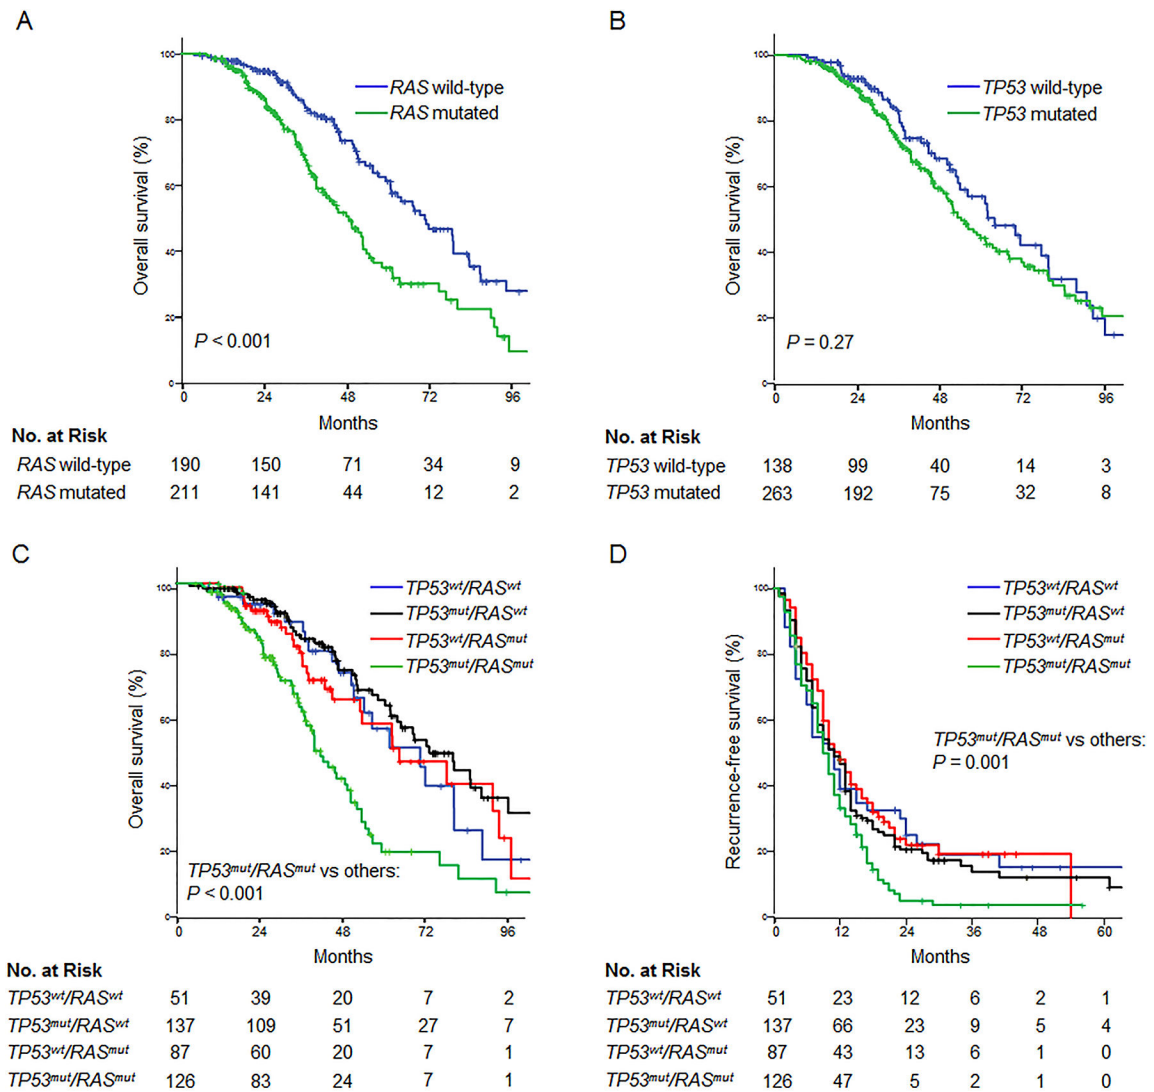 A
Overall survival (%)
100
80
60
40
20
0
RAS wild-type
RAS mutated
P < 0.001
0 24 48 72 96
Months
No. at Risk
RAS wild-type 190 150 71 34 9
RAS mutated 211 141 44 12 2
B
Overall survival (%)
100
80
60
40
20
0
TP53 wild-type
TP53 mutated
P = 0.27
0 24 48 72 96
Months
No. at Risk
TP53 wild-type 138 99 40 14 3
TP53 mutated 263 192 75 32 8
C
Overall survival (%)
100
80
60
40
20
0
TP53wt/RASwt
TP53mut/RASwt
TP53wt/RASmut
TP53mut/RASmut
TP53mut/RASmut vs others:
P < 0.001
0 24 48 72 96
Months
No. at Risk
TP53wt/RASwt 51 39 20 7 2
TP53mut/RASwt 137 109 51 27 7
TP53wt/RASmut 87 60 20 7 1
TP53mut/RASmut 126 83 24 7 1
D
Recurrence-free survival (%)
100
80
60
40
20
0
TP53wt/RASwt
TP53mut/RASwt
TP53wt/RASmut
TP53mut/RASmut
TP53mut/RASmut vs others:
P = 0.001
0 12 24 36 48 60
Months
No. at Risk
TP53wt/RASwt 51 23 12 6 2 1
TP53mut/RASwt 137 66 23 9 5 4
TP53wt/RASmut 87 43 13 6 1 0
TP53mut/RASmut 126 47 5 2 1 0